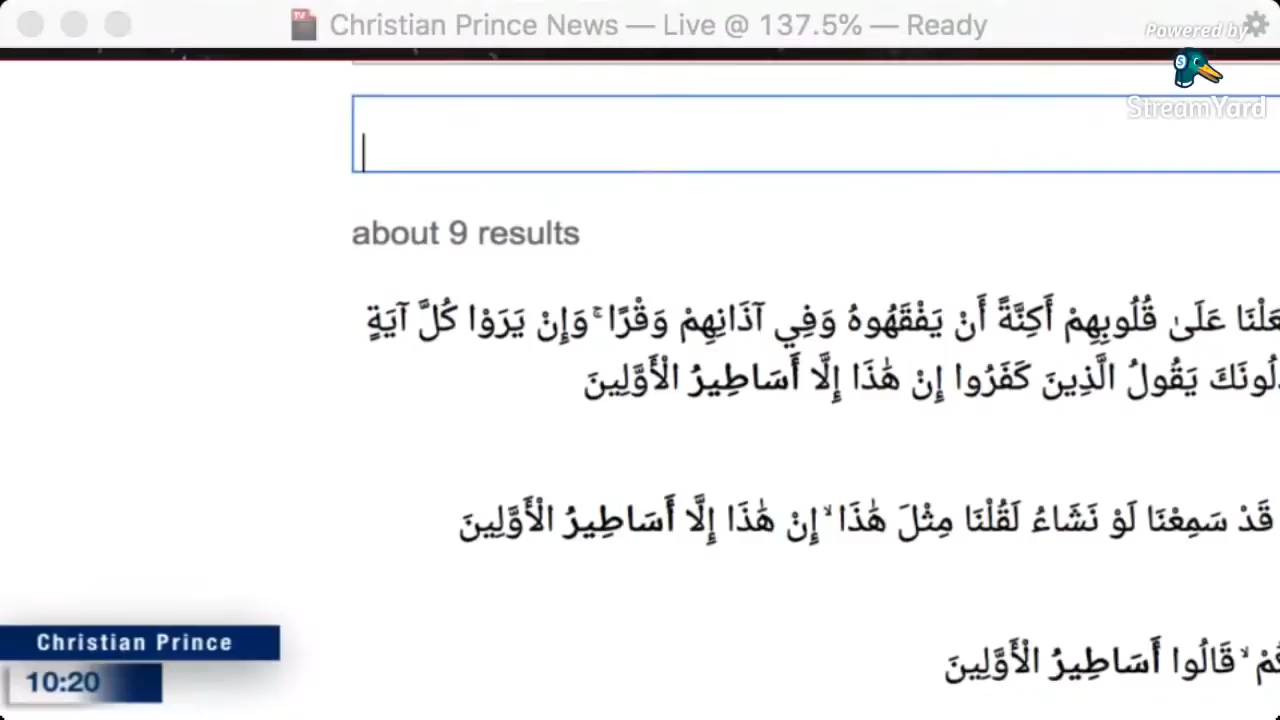 Christian Prince News — Live @ 137.5% — Ready
Powered by
StreamYard
about 9 results
عَلَىٰ قُلُوبِهِمْ أَكِنَّةً أَنْ يَفْقَهُوهُ وَفِي آذَانِهِمْ وَقْرًا ۚ وَإِنْ يَرَوْا كُلَّ آيَةٍ
يَقُولُ الَّذِينَ كَفَرُوا إِنْ هَٰذَا إِلَّا أَسَاطِيرُ الْأَوَّلِينَ
قَدْ سَمِعْنَا لَوْ نَشَاءُ لَقُلْنَا مِثْلَ هَٰذَا ۙ إِنْ هَٰذَا إِلَّا أَسَاطِيرُ الْأَوَّلِينَ
قَالُوا أَسَاطِيرُ الْأَوَّلِينَ
Christian Prince
10:20